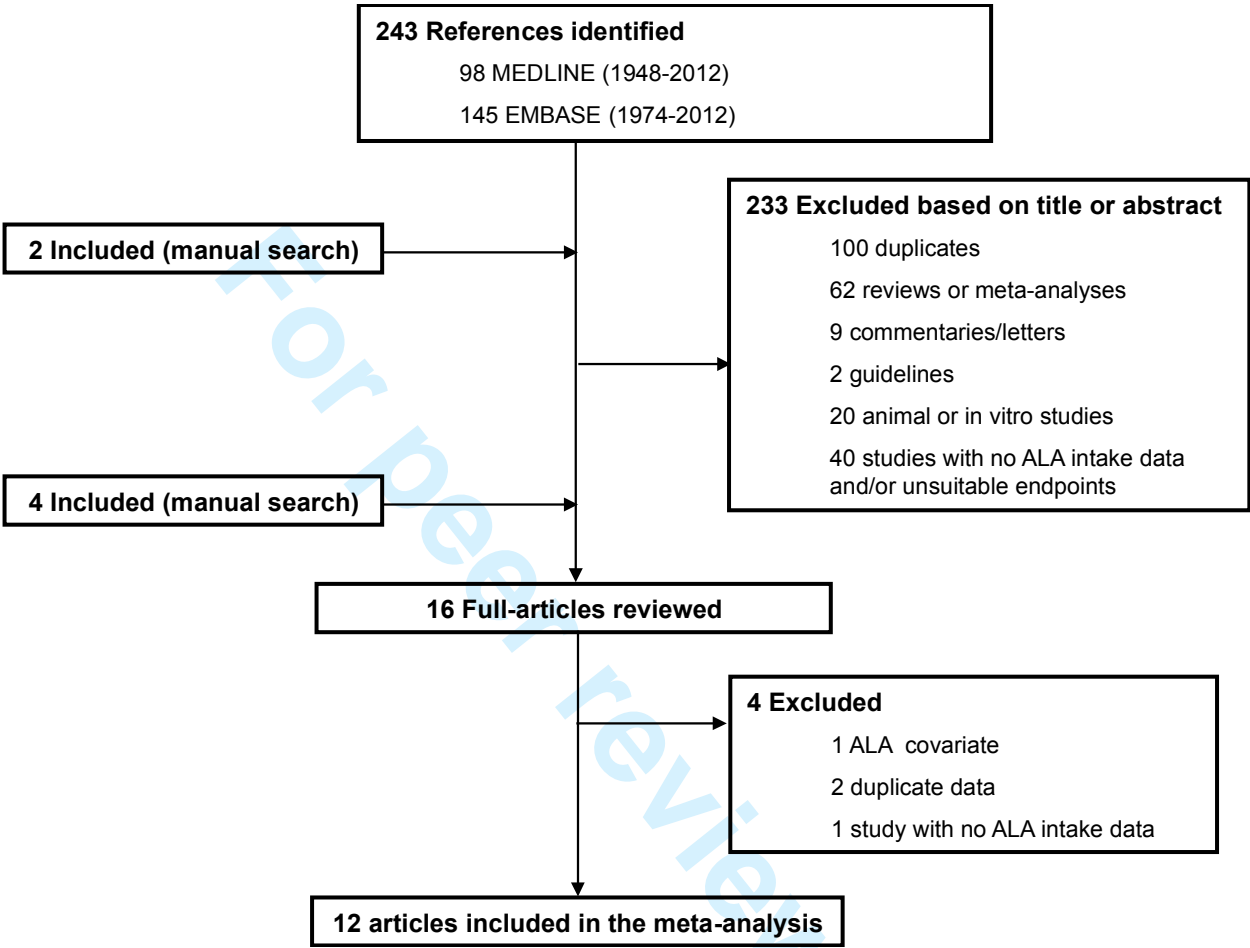 243 References identified
98 MEDLINE (1948-2012)
145 EMBASE (1974-2012)
233 Excluded based on title or abstract
100 duplicates
62 reviews or meta-analyses
9 commentaries/letters
2 guidelines
20 animal or in vitro studies
40 studies with no ALA intake data
and/or unsuitable endpoints
2 Included (manual search)
4 Included (manual search)
16 Full-articles reviewed
4 Excluded
1 ALA covariate
2 duplicate data
1 study with no ALA intake data
12 articles included in the meta-analysis
For peer review